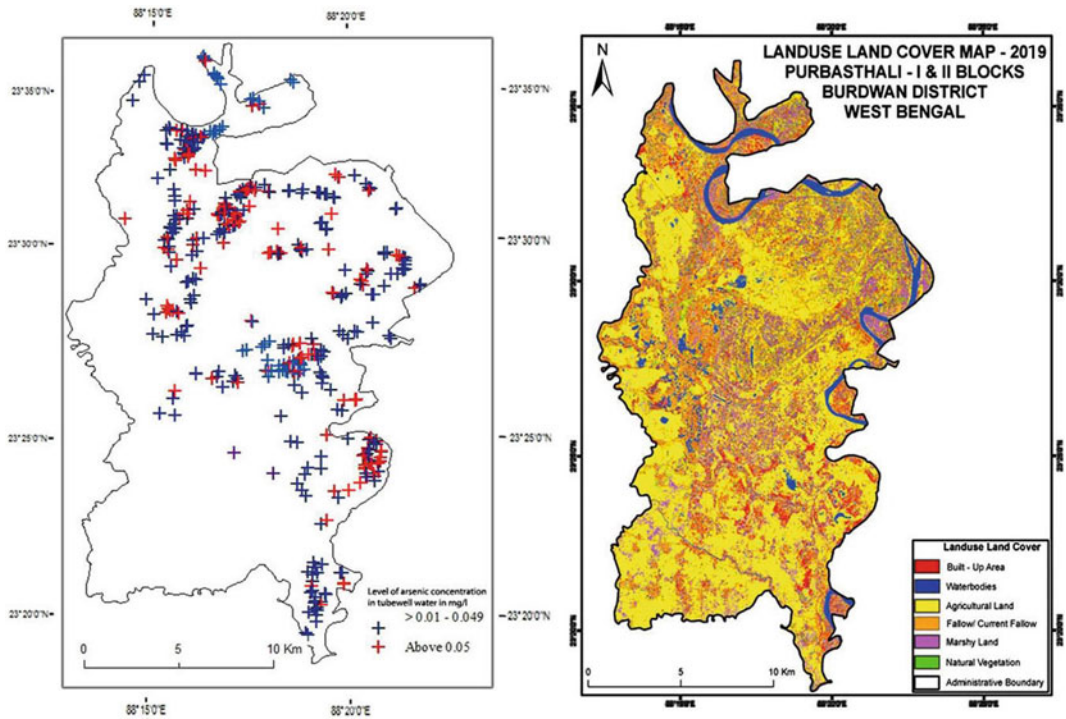 88°15'0"E
88°20'0"E
23°35'0"N
23°35'0"N
23°30'0"N
23°30'0"N
23°25'0"N
23°25'0"N
23°20'0"N
23°20'0"N
Level of arsenic concentration
in tubewell water in mg/l
> 0.01 - 0.049
Above 0.05
0 5 10 Km
88°15'0"E
88°20'0"E
N
LANDUSE LAND COVER MAP - 2019
PURBASTHALI - I & II BLOCKS
BURDWAN DISTRICT
WEST BENGAL
Landuse Land Cover
Built - Up Area
Waterbodies
Agricultural Land
Fallow/ Current Fallow
Marshy Land
Natural Vegetation
Administrative Boundary
0 5 10 Km